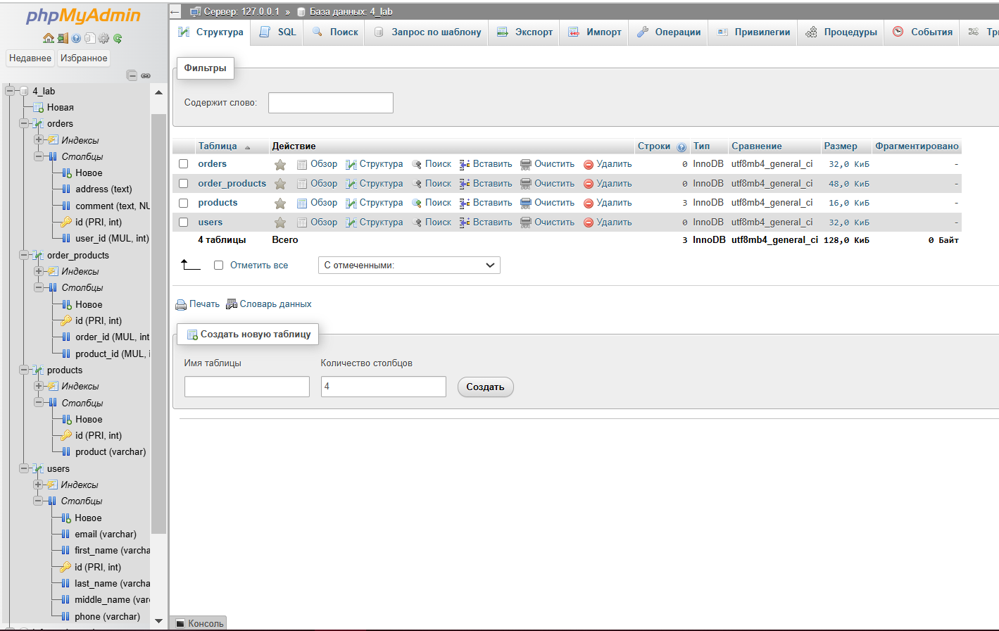 phpMyAdmin
Недавнее Избранное
4_lab
Новая
orders
Индексы
Столбцы
Новое
address (text)
comment (text, NU
id (PRI, int)
user_id (MUL, int)
order_products
Индексы
Столбцы
Новое
id (PRI, int)
order_id (MUL, int
product_id (MUL, i
products
Индексы
Столбцы
Новое
id (PRI, int)
product (varchar)
users
Индексы
Столбцы
Новое
email (varchar)
first_name (varcha
id (PRI, int)
last_name (varcha
middle_name (var
phone (varchar)
Сервер: 127.0.0.1 » База данных: 4_lab
Структура SQL Поиск Запрос по шаблону Экспорт Импорт Операции Привилегии Процедуры События Тр
Фильтры
Содержит слово:
Таблица Действие Строки Тип Сравнение Размер Фрагментировано
orders Обзор Структура Поиск Вставить Очистить Удалить 0 InnoDB utf8mb4_general_ci 32,0 КиБ -
order_products Обзор Структура Поиск Вставить Очистить Удалить 0 InnoDB utf8mb4_general_ci 48,0 КиБ -
products Обзор Структура Поиск Вставить Очистить Удалить 3 InnoDB utf8mb4_general_ci 16,0 КиБ -
users Обзор Структура Поиск Вставить Очистить Удалить 0 InnoDB utf8mb4_general_ci 32,0 КиБ -
4 таблицы Всего 3 InnoDB utf8mb4_general_ci 128,0 КиБ 0 Байт
Отметить все С отмеченными:
Печать Словарь данных
Создать новую таблицу
Имя таблицы Количество столбцов
4 Создать
Консоль